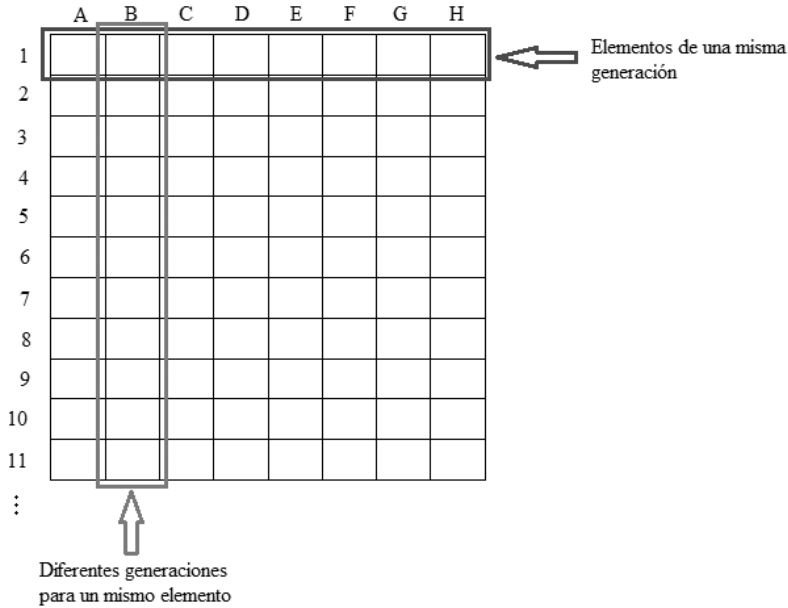 A B C D E F G H
1
Elementos de una misma
generación
2
3
4
5
6
7
8
9
10
11
⋮
Diferentes generaciones
para un mismo elemento